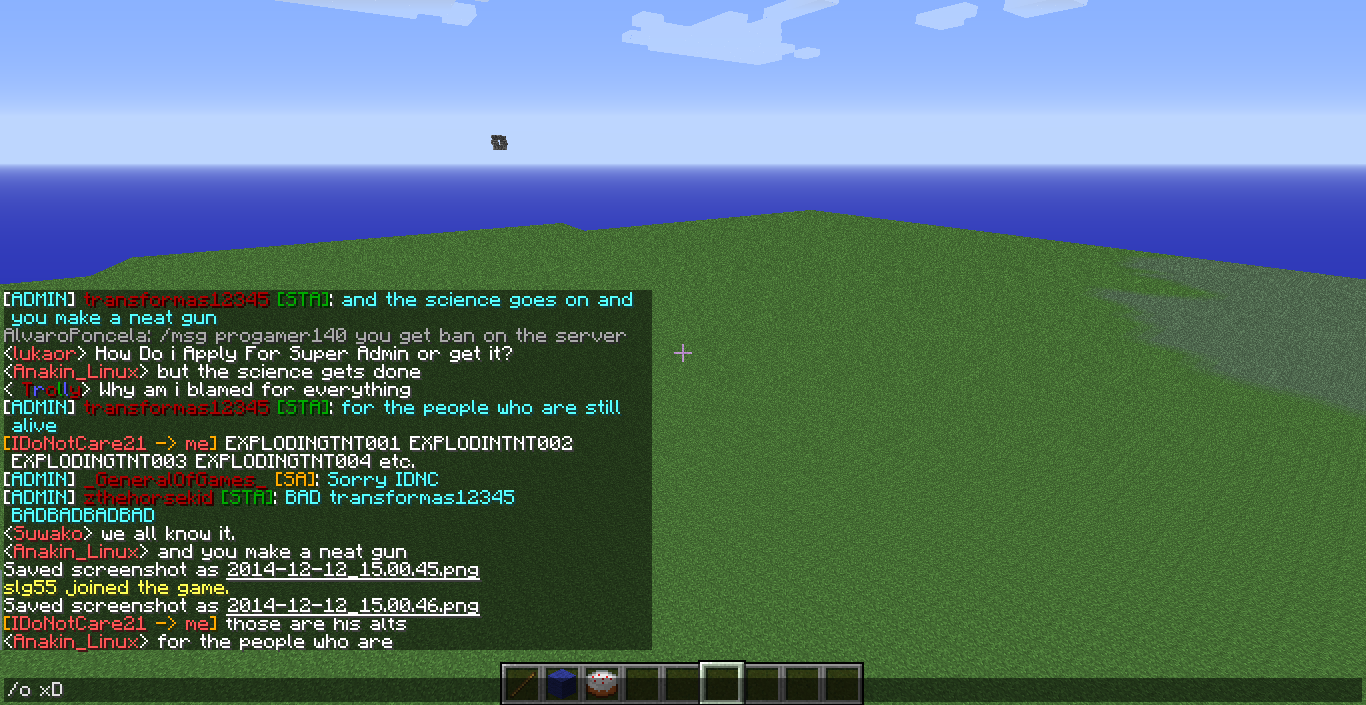 [ADMIN] transformas12345 [STA]: and the science goes on and
you make a neat gun
AlvaroPoncela: /msg progamer140 you get ban on the server
<lukaor> How Do i Apply For Super Admin or get it?
<Anakin_Linux> but the science gets done
< Trolly> Why am i blamed for everything
[ADMIN] transformas12345 [STA]: for the people who are still
alive
[IDoNotCare21 -> me] EXPLODINGTNT001 EXPLODINTNT002
EXPLODINGTNT003 EXPLODINGTNT004 etc.
[ADMIN] _GeneralOfGames_ [SA]: Sorry IDNC
[ADMIN] zthehorsekid [STA]: BAD transformas12345
BADBADBADBAD
<Suwako> we all know it.
<Anakin_Linux> and you make a neat gun
Saved screenshot as 2014-12-12_15.00.45.png
slg55 joined the game.
Saved screenshot as 2014-12-12_15.00.46.png
[IDoNotCare21 -> me] those are his alts
<Anakin_Linux> for the people who are
/o xD